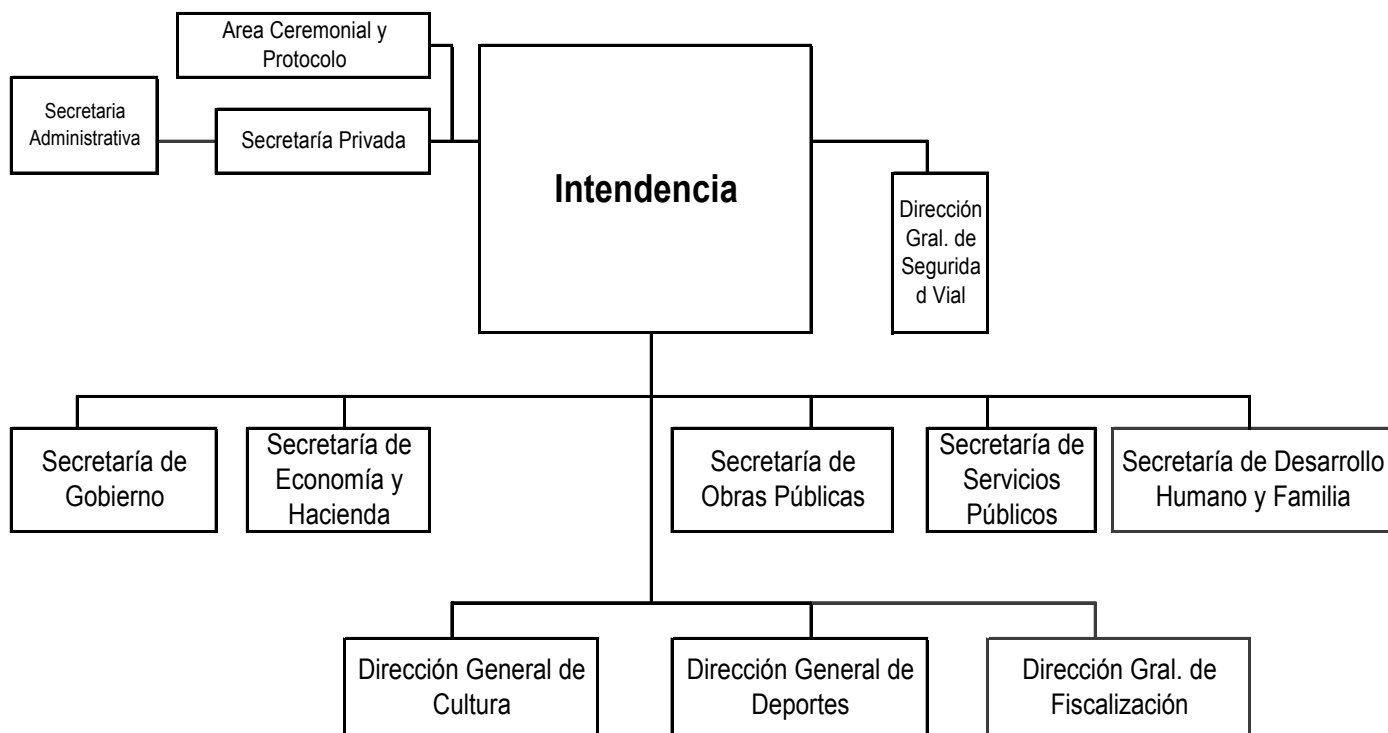 Area Ceremonial y
Protocolo
Secretaria
Administrativa
Secretaría Privada
Intendencia
Dirección
Gral. de
Segurida
d Vial
Secretaría de
Gobierno
Secretaría de
Economía y
Hacienda
Secretaría de
Obras Públicas
Secretaría de
Servicios
Públicos
Secretaría de Desarrollo
Humano y Familia
Dirección General de
Cultura
Dirección General de
Deportes
Dirección Gral. de
Fiscalización